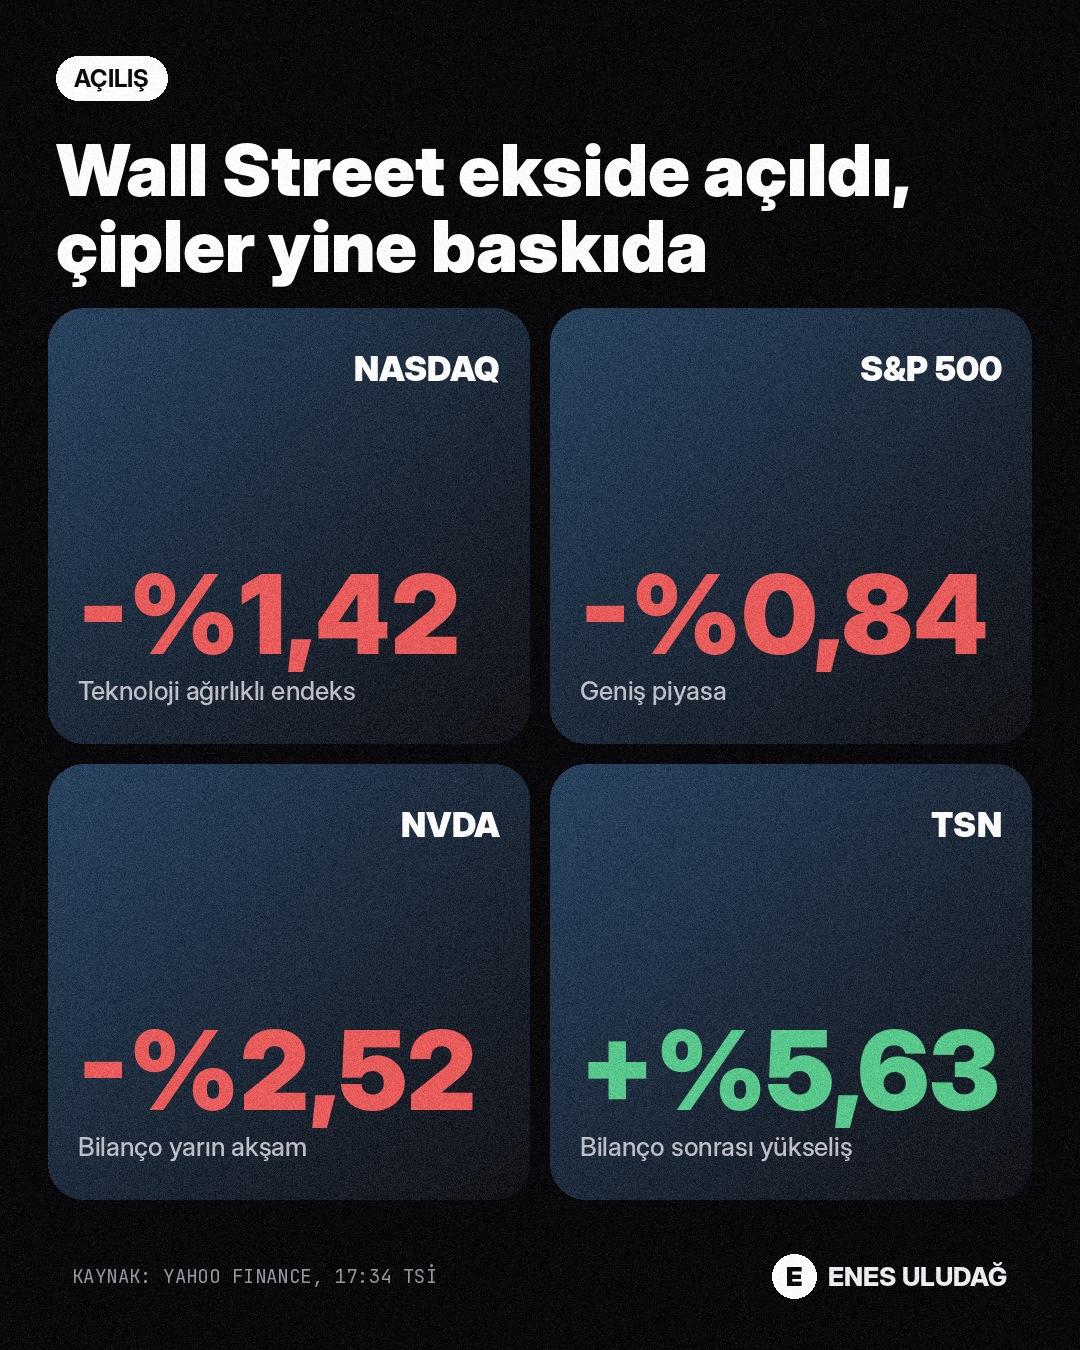 AÇILIŞ
Wall Street ekside açıldı,
çipler yine baskıda
NASDAQ
-%1,42
Teknoloji ağırlıklı endeks
S&P 500
-%0,84
Geniş piyasa
NVDA
-%2,52
Bilanço yarın akşam
TSN
+%5,63
Bilanço sonrası yükseliş
KAYNAK: YAHOO FINANCE, 17:34 TSİ
E ENES ULUDAĞ